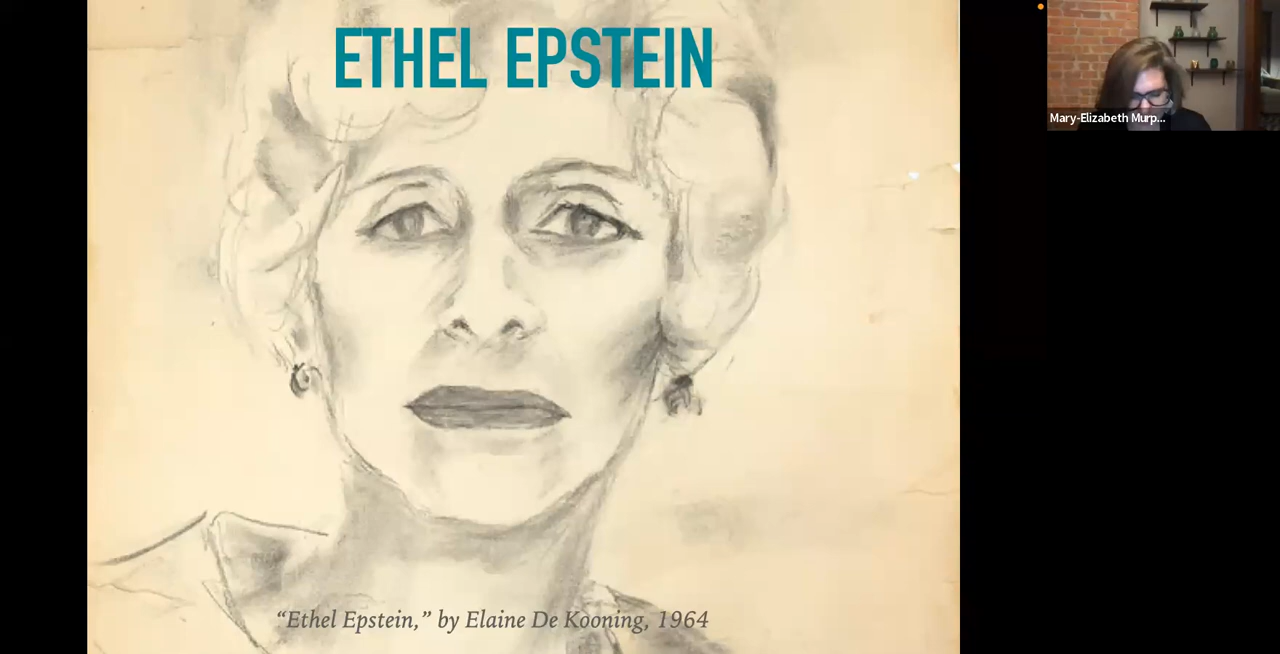 ETHEL EPSTEIN
Mary-Elizabeth Murp...
“Ethel Epstein,” by Elaine De Kooning, 1964